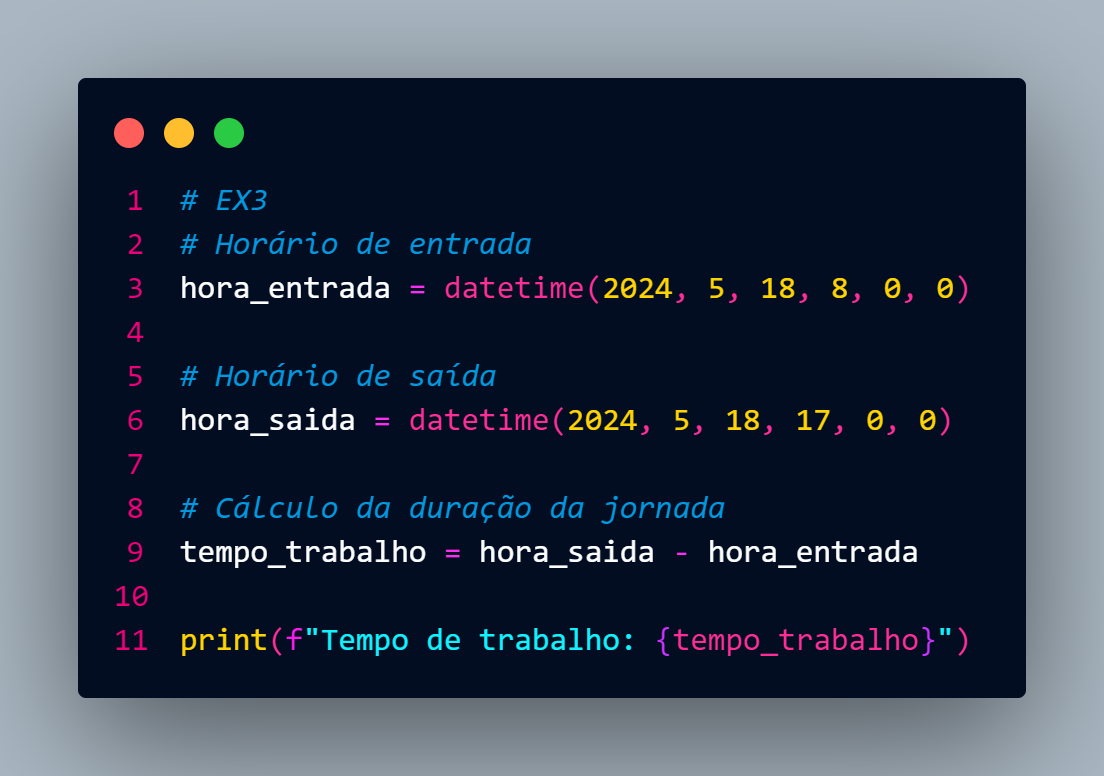 1 # EX3
2 # Horário de entrada
3 hora_entrada = datetime(2024, 5, 18, 8, 0, 0)
4
5 # Horário de saída
6 hora_saida = datetime(2024, 5, 18, 17, 0, 0)
7
8 # Cálculo da duração da jornada
9 tempo_trabalho = hora_saida - hora_entrada
10
11 print(f"Tempo de trabalho: {tempo_trabalho}")